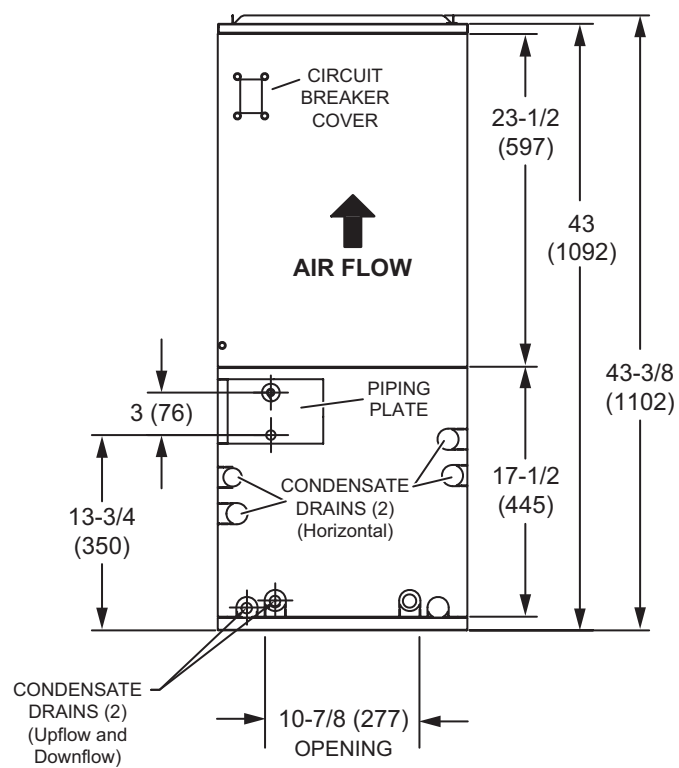 CIRCUIT
BREAKER
COVER
23-1/2
(597)
43
(1092)
AIR FLOW
43-3/8
(1102)
3 (76)
PIPING
PLATE
13-3/4
(350)
CONDENSATE
DRAINS (2)
(Horizontal)
17-1/2
(445)
CONDENSATE
DRAINS (2)
(Upflow and
Downflow)
10-7/8 (277)
OPENING